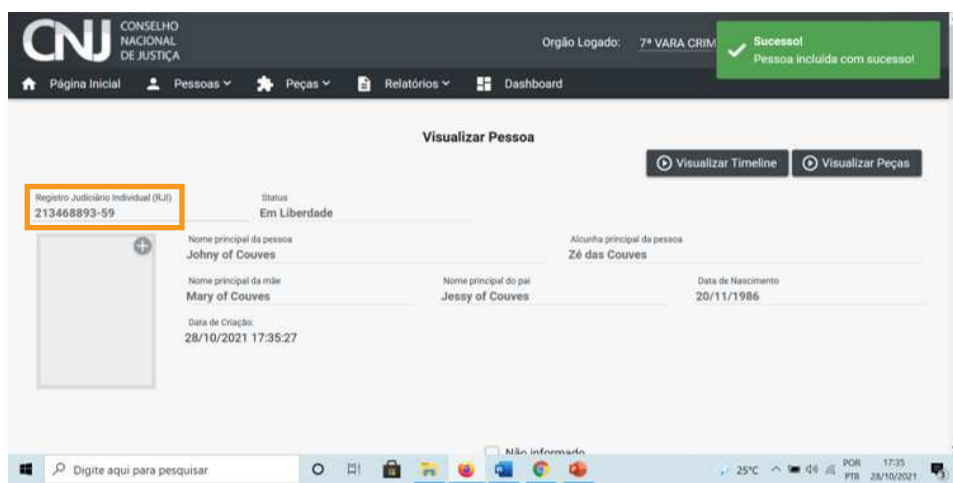 CNJ
CONSELHO
NACIONAL
DE JUSTIÇA
Orgão Logado: 7ª VARA CRIM
Sucesso!
Pessoa incluída com sucesso!
Página Inicial Pessoas Peças Relatórios Dashboard
Visualizar Pessoa
Visualizar Timeline Visualizar Peças
Registro Judiciário Individual (RJI) Status
213468893-59 Em Liberdade
Nome principal da pessoa Alcunha principal da pessoa
Johny of Couves Zé das Couves
Nome principal da mãe Nome principal do pai Data de Nascimento
Mary of Couves Jessy of Couves 20/11/1986
Data de Criação:
28/10/2021 17:35:27
Não informado
Digite aqui para pesquisar 25°C POR 17:35
PTB 28/10/2021